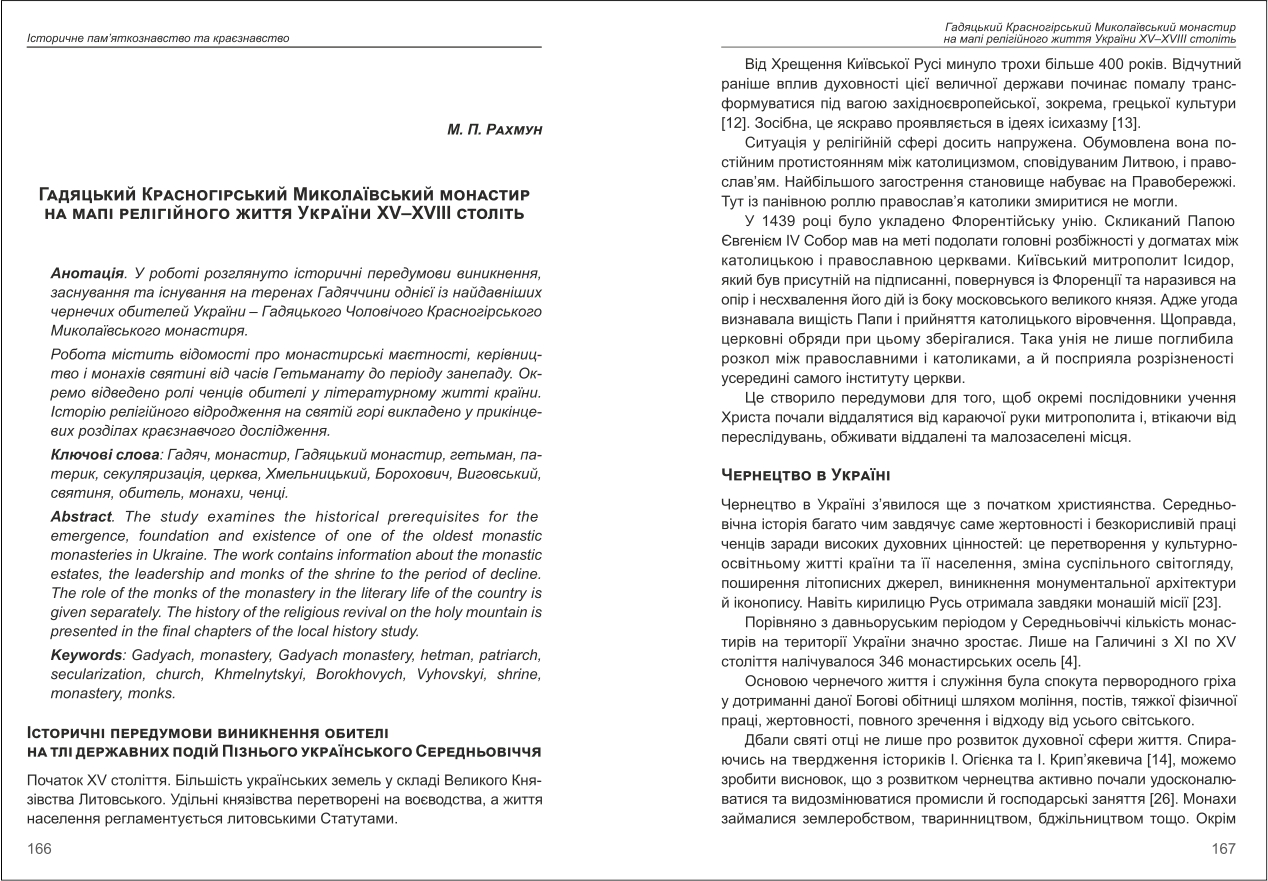 Історичне пам’яткознавство та краєзнавство
М. П. Рахмун
Гадяцький Красногірський Миколаївський монастир
на мапі релігійного життя України XV–XVIII століть
Анотація. У роботі розглянуто історичні передумови виникнення,
заснування та існування на теренах Гадяччини однієї із найдавніших
чернечих обителей України – Гадяцького Чоловічого Красногірського
Миколаївського монастиря.
Робота містить відомості про монастирські маєтності, керівниц-
тво і монахів святині від часів Гетьманату до періоду занепаду. Ок-
ремо відведено ролі ченців обителі у літературному житті країни.
Історію релігійного відродження на святій горі викладено у прикінце-
вих розділах краєзнавчого дослідження.
Ключові слова: Гадяч, монастир, Гадяцький монастир, гетьман, па-
терик, секуляризація, церква, Хмельницький, Борохович, Виговський,
святиня, обитель, монахи, ченці.
Abstract. The study examines the historical prerequisites for the
emergence, foundation and existence of one of the oldest monastic
monasteries in Ukraine. The work contains information about the monastic
estates, the leadership and monks of the shrine to the period of decline.
The role of the monks of the monastery in the literary life of the country is
given separately. The history of the religious revival on the holy mountain is
presented in the final chapters of the local history study.
Keywords: Gadyach, monastery, Gadyach monastery, hetman, patriarch,
secularization, church, Khmelnytskyi, Borokhovych, Vyhovskyi, shrine,
monastery, monks.
Історичні передумови виникнення обителі
на тлі державних подій Пізнього українського Середньовіччя
Початок XV століття. Більшість українських земель у складі Великого Кня-
зівства Литовського. Удільні князівства перетворені на воєводства, а життя
населення регламентується литовськими Статутами.
166
Гадяцький Красногірський Миколаївський монастир
на мапі релігійного життя України XV–XVIII століть
Від Хрещення Київської Русі минуло трохи більше 400 років. Відчутний
раніше вплив духовності цієї величної держави починає помалу транс-
формуватися під вагою західноєвропейської, зокрема, грецької культури
[12]. Зосібна, це яскраво проявляється в ідеях ісихазму [13].
Ситуація у релігійній сфері досить напружена. Обумовлена вона по-
стійним протистоянням між католицизмом, сповідуваним Литвою, і право-
слав’ям. Найбільшого загострення становище набуває на Правобережжі.
Тут із панівною роллю православ’я католики змиритися не могли.
У 1439 році було укладено Флорентійську унію. Скликаний Папою
Євгенієм IV Собор мав на меті подолати головні розбіжності у догматах між
католицькою і православною церквами. Київський митрополит Ісидор,
який був присутній на підписанні, повернувся із Флоренції та наразився на
опір і несхвалення його дій із боку московського великого князя. Адже угода
визнавала вищість Папи і прийняття католицького віровчення. Щоправда,
церковні обряди при цьому зберігалися. Така унія не лише поглибила
розкол між православними і католиками, а й посприяла розрізненості
усередині самого інституту церкви.
Це створило передумови для того, щоб окремі послідовники учення
Христа почали віддалятися від караючої руки митрополита і, втікаючи від
переслідувань, обживати віддалені та малозаселені місця.
Чернецтво в Україні
Чернецтво в Україні з’явилося ще з початком християнства. Середньо-
вічна історія багато чим завдячує саме жертовності і безкорисливій праці
ченців заради високих духовних цінностей: це перетворення у культурно-
освітньому житті країни та її населення, зміна суспільного світогляду,
поширення літописних джерел, виникнення монументальної архітектури
й іконопису. Навіть кирилицю Русь отримала завдяки монашій місії [23].
Порівняно з давньоруським періодом у Середньовіччі кількість монас-
тирів на території України значно зростає. Лише на Галичині з XI по XV
століття налічувалося 346 монастирських осель [4].
Основою чернечого життя і служіння була спокута первородного гріха
у дотриманні даної Богові обітниці шляхом моління, постів, тяжкої фізичної
праці, жертовності, повного зречення і відходу від усього світського.
Дбали святі отці не лише про розвиток духовної сфери життя. Спира-
ючись на твердження істориків І. Огієнка та І. Крип’якевича [14], можемо
зробити висновок, що з розвитком чернецтва активно почали удосконалю-
ватися та видозмінюватися промисли й господарські заняття [26]. Монахи
займалися землеробством, тваринництвом, бджільництвом тощо. Окрім
167